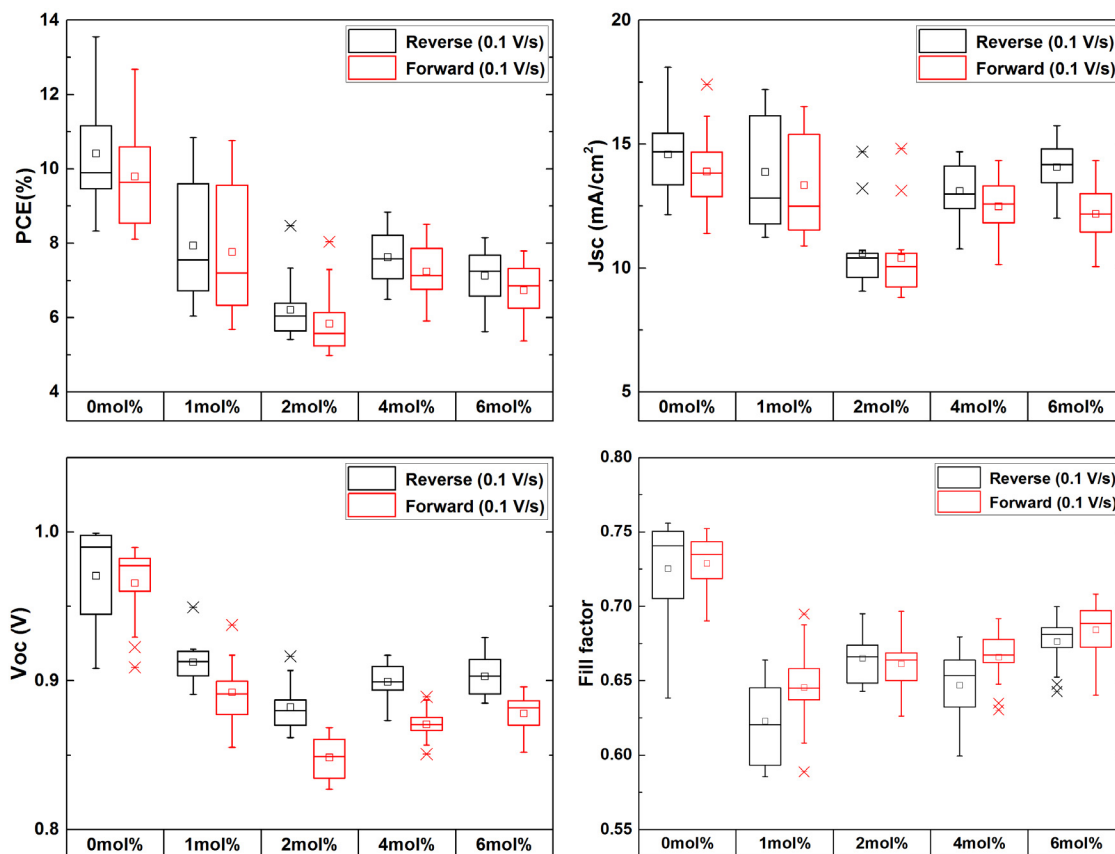 PCE(%)
14
12
10
8
6
4
Reverse (0.1 V/s)
Forward (0.1 V/s)
0mol% 1mol% 2mol% 4mol% 6mol%
Jsc (mA/cm²)
20
15
10
5
Reverse (0.1 V/s)
Forward (0.1 V/s)
0mol% 1mol% 2mol% 4mol% 6mol%
Voc (V)
1.0
0.9
0.8
Reverse (0.1 V/s)
Forward (0.1 V/s)
0mol% 1mol% 2mol% 4mol% 6mol%
Fill factor
0.80
0.75
0.70
0.65
0.60
0.55
Reverse (0.1 V/s)
Forward (0.1 V/s)
0mol% 1mol% 2mol% 4mol% 6mol%